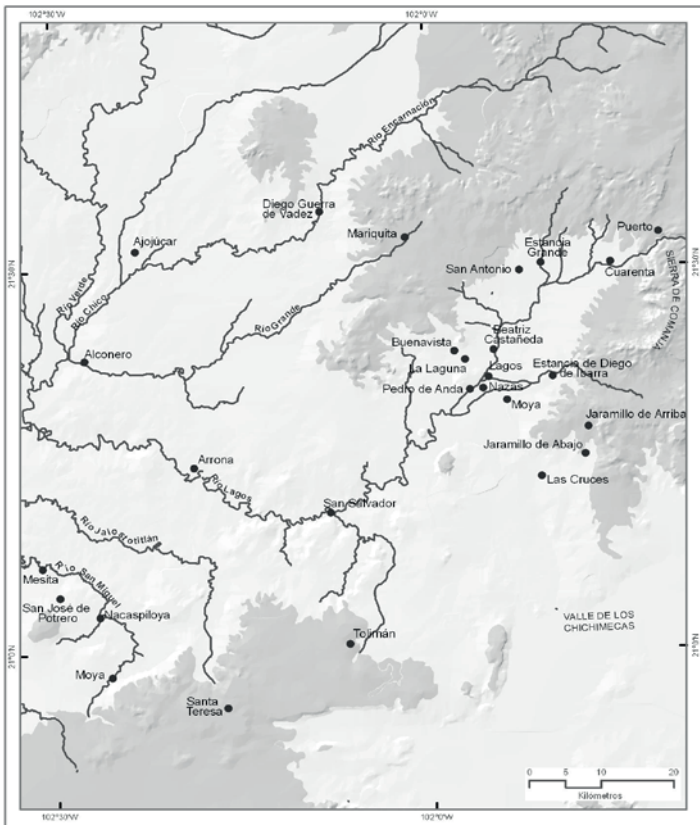 102°30'W
102°0'W
Río Encarnación
Diego Guerra
de Vadez
Mariquita
Puerto
Ajojúcar
Estancia
Grande
San Antonio
Cuarenta
21°30'N
21°30'N
SIERRA DE COMANJA
Río Verde
Río Chico
Río Grande
Beatriz
Castañeda
Buenavista
La Laguna
Alconero
Lagos
Estancia de Diego
de Ibarra
Pedro de Anda
Nazas
Moya
Jaramillo de Arriba
Jaramillo de Abajo
Arrona
Las Cruces
Río Lagos
San Salvador
Río Jalostotitlán
Río San Miguel
Mesita
San José de
Potrero
Nacaspiloya
VALLE DE LOS
CHICHIMECAS
Tolimán
21°0'N
21°0'N
Moya
Santa
Teresa
0 5 10 20
Kilómetros
102°30'W
102°0'W